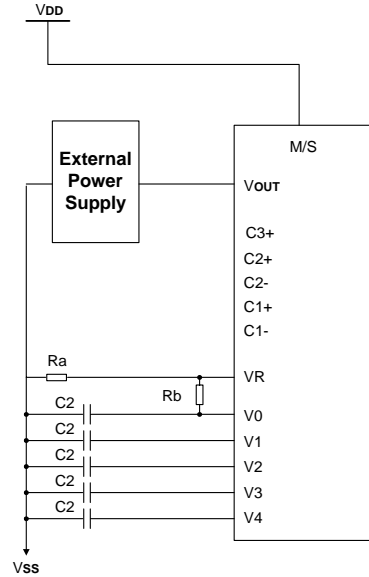 VDD
M/S
External
Power
Supply
VOUT
C3+
C2+
C2-
C1+
C1-
Ra
VR
Rb
C2
V0
C2
V1
C2
V2
C2
V3
C2
V4
VSS